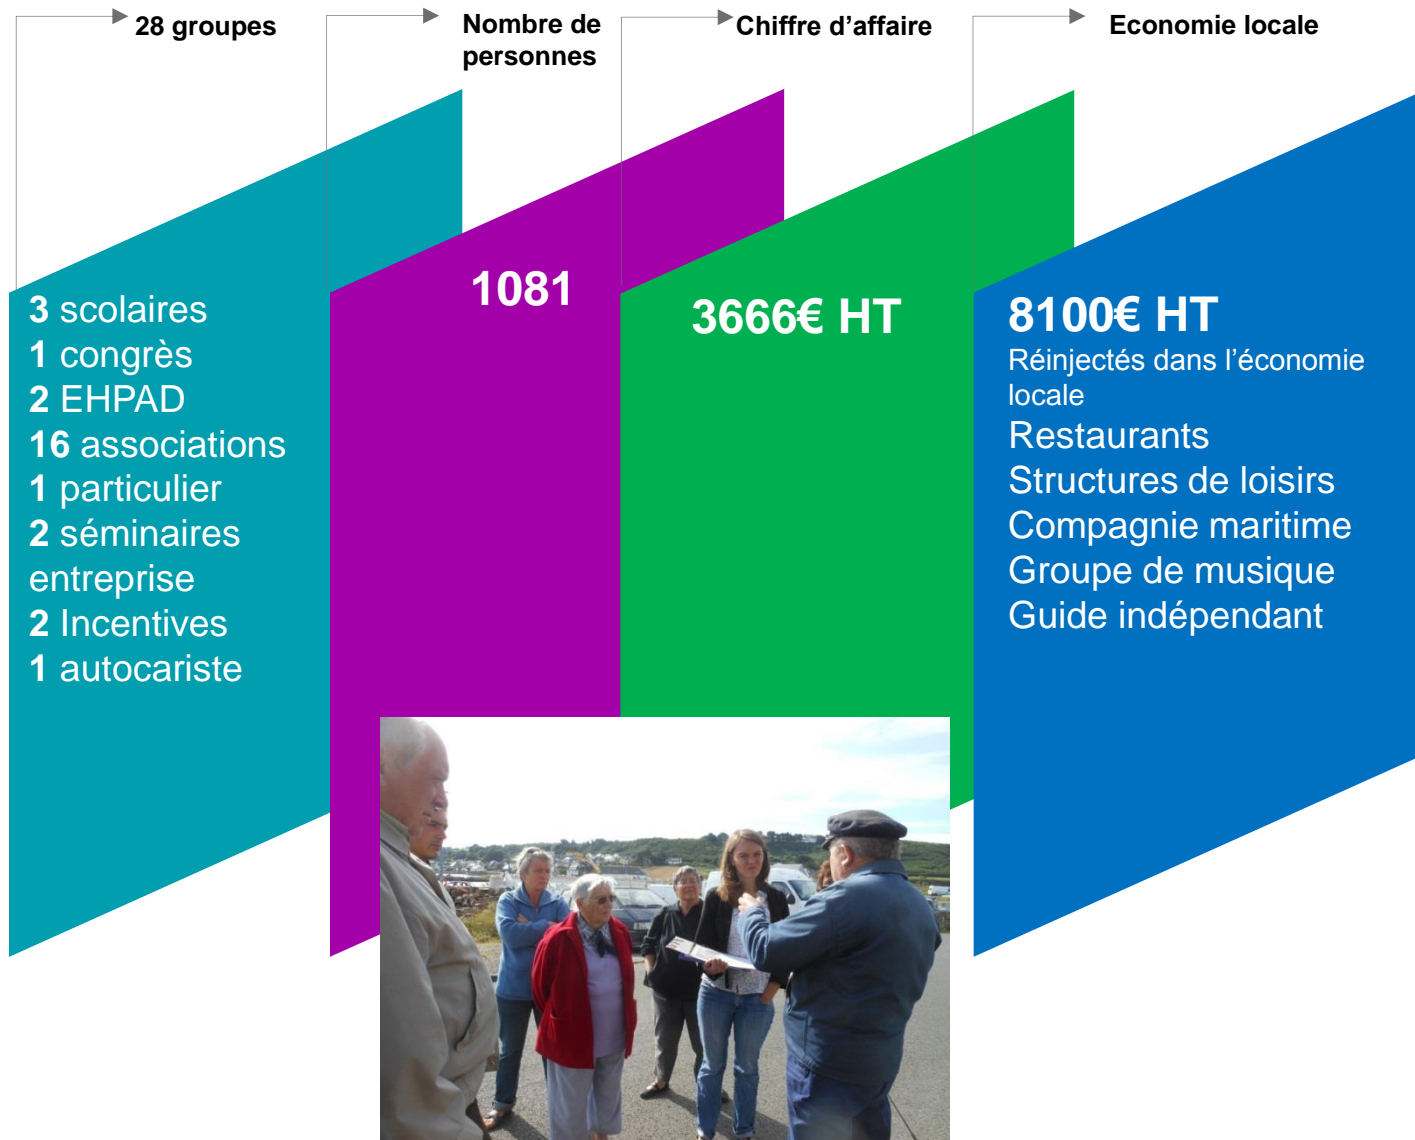 28 groupes
Nombre de
personnes
Chiffre d’affaire
Economie locale
3 scolaires
1 congrès
2 EHPAD
16 associations
1 particulier
2 séminaires
entreprise
2 Incentives
1 autocariste
1081
3666€ HT
8100€ HT
Réinjectés dans l’économie
locale
Restaurants
Structures de loisirs
Compagnie maritime
Groupe de musique
Guide indépendant